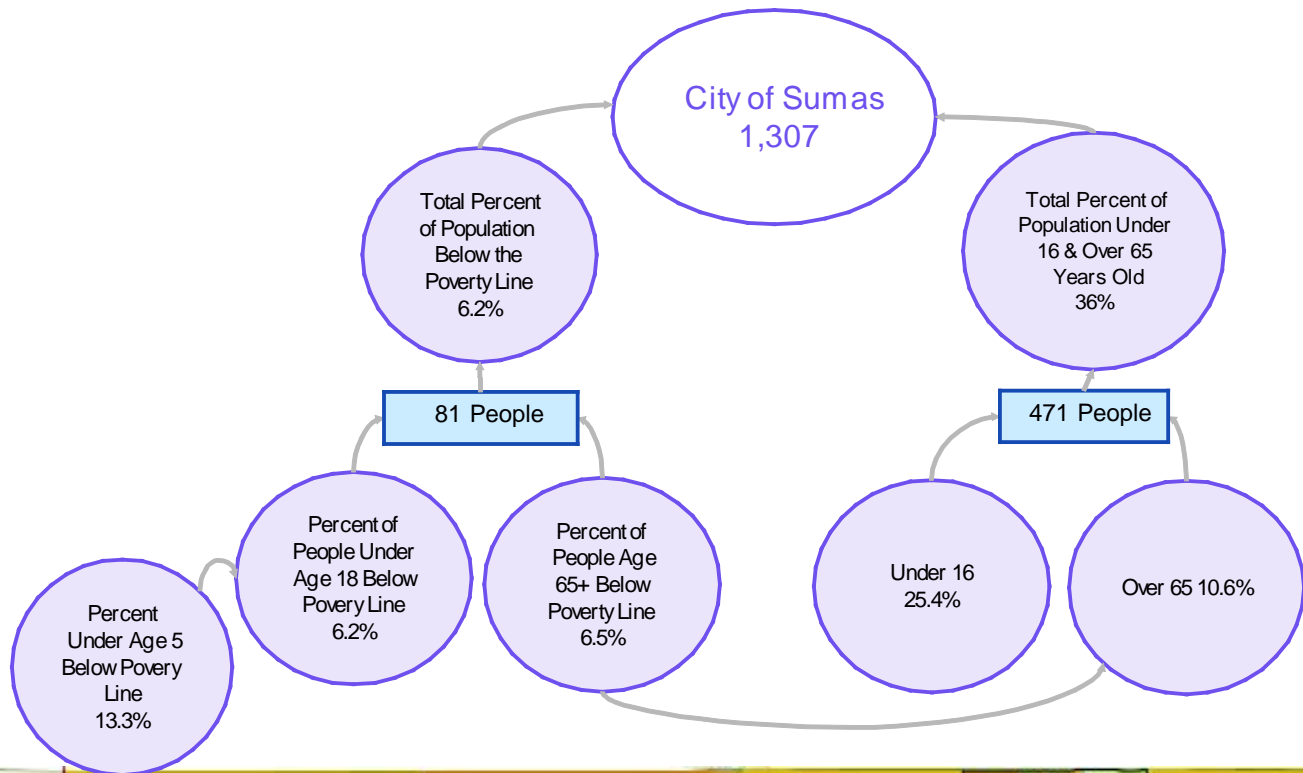 City of Sumas
1,307
Total Percent
of Population
Below the
Poverty Line
6.2%
Total Percent of
Population Under
16 & Over 65
Years Old
36%
81 People
471 People
Percent of
People Under
Age 18 Below
Povery Line
6.2%
Percent of
People Age
65+ Below
Poverty Line
6.5%
Under 16
25.4%
Over 65 10.6%
Percent
Under Age 5
Below Povery
Line
13.3%